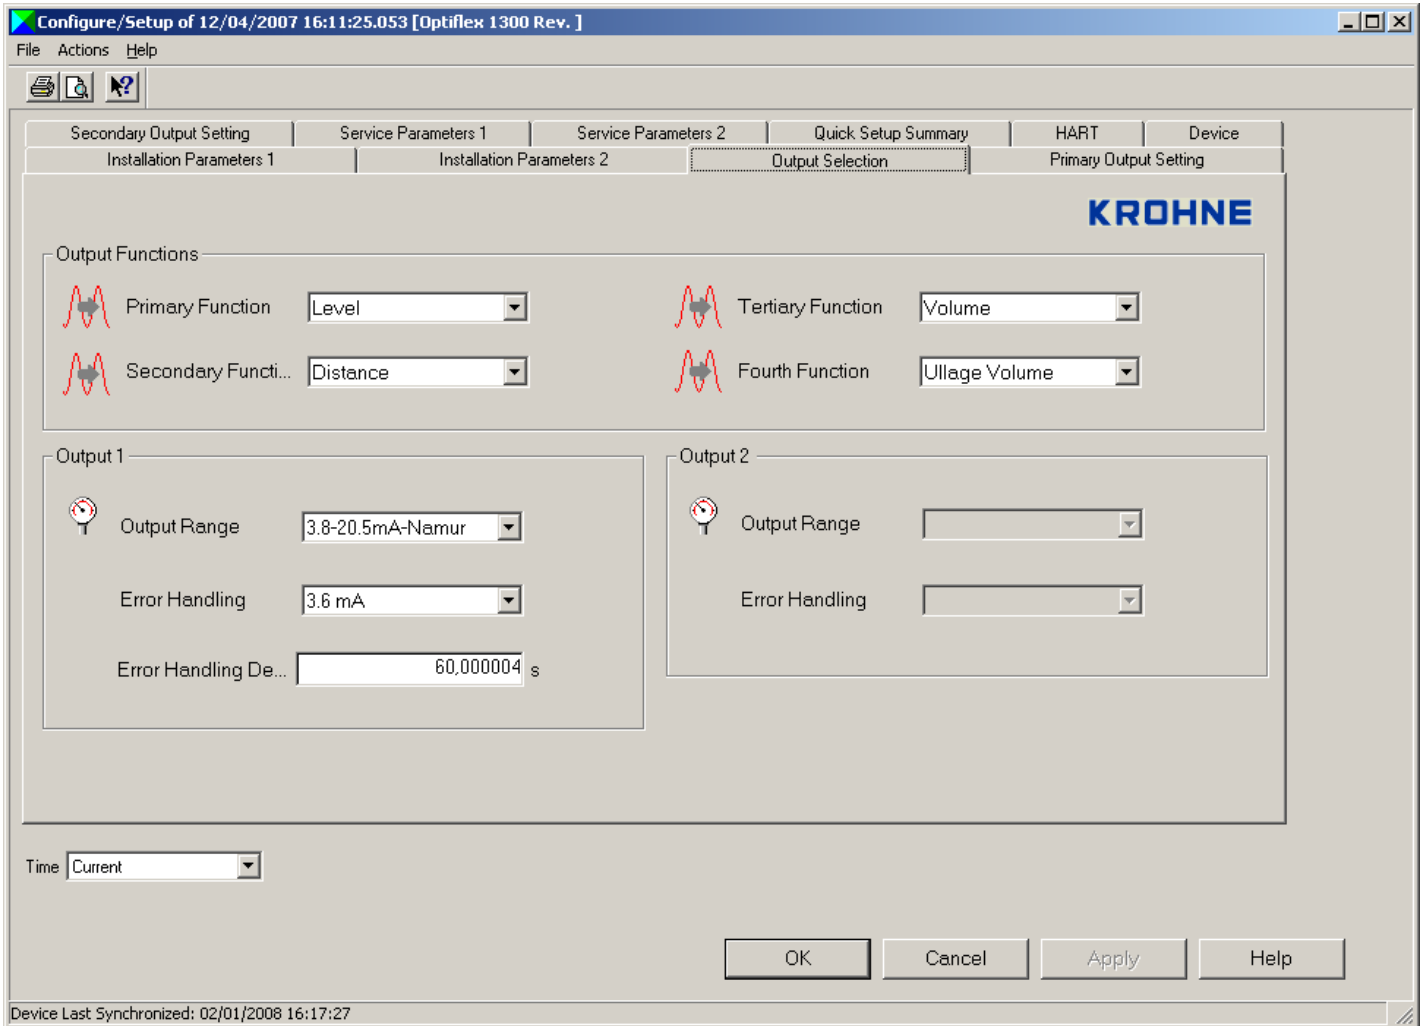 Configure/Setup of 12/04/2007 16:11:25.053 [Optiflex 1300 Rev. ]
File Actions Help
Secondary Output Setting Service Parameters 1 Service Parameters 2 Quick Setup Summary HART Device
Installation Parameters 1 Installation Parameters 2 Output Selection Primary Output Setting
KROHNE
Output Functions
Primary Function Level Tertiary Function Volume
Secondary Functi... Distance Fourth Function Ullage Volume
Output 1 Output 2
Output Range 3.8-20.5mA-Namur Output Range
Error Handling 3.6 mA Error Handling
Error Handling De... 60,000004 s
Time Current
OK Cancel Apply Help
Device Last Synchronized: 02/01/2008 16:17:27